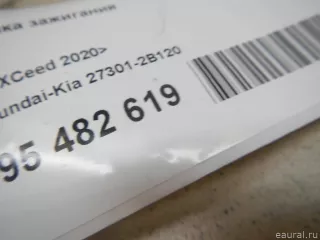 ка зажигания
XCeed 2020>
undai-Kia 27301-2B120
95 482 619
eaural.ru